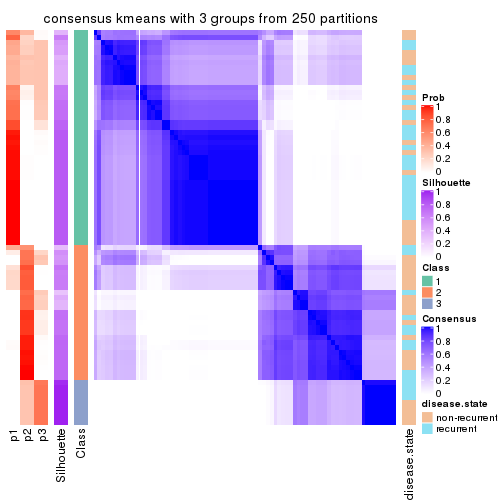 consensus kmeans with 3 groups from 250 partitions
Prob
1
0.8
0.6
0.4
0.2
0
Silhouette
1
0.8
0.6
0.4
0.2
0
Class
1
2
3
Consensus
1
0.8
0.6
0.4
0.2
0
disease.state
non-recurrent
recurrent
p1
p2
p3
Silhouette
Class
disease.state